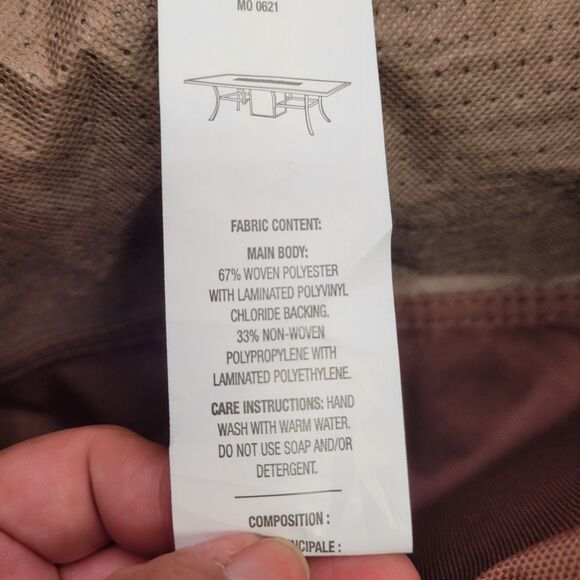 MO 0621
FABRIC CONTENT:
MAIN BODY:
67% WOVEN POLYESTER
WITH LAMINATED POLYVINYL
CHLORIDE BACKING.
33% NON-WOVEN
POLYPROPYLENE WITH
LAMINATED POLYETHYLENE.
CARE INSTRUCTIONS: HAND
WASH WITH WARM WATER.
DO NOT USE SOAP AND/OR
DETERGENT.
COMPOSITION :
NCIPALE :